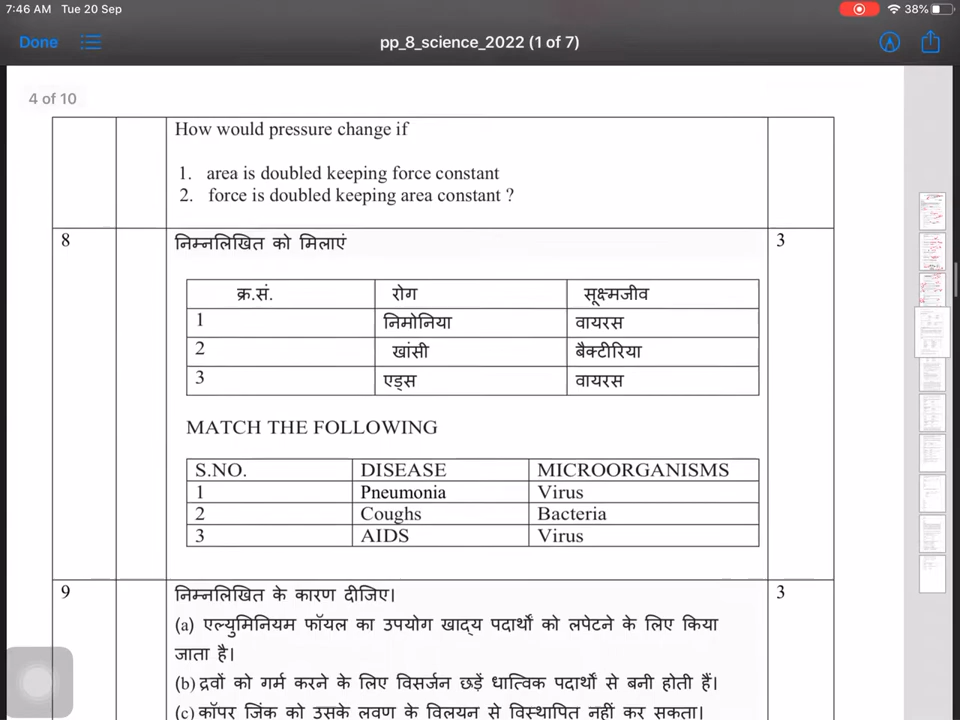 7:46 AM Tue 20 Sep 38%
Done pp_8_science_2022 (1 of 7)
4 of 10
How would pressure change if
1. area is doubled keeping force constant
2. force is doubled keeping area constant ?
8 निम्नलिखित को मिलाएं 3
क्र.सं. रोग सूक्ष्मजीव
1 निमोनिया वायरस
2 खांसी बैक्टीरिया
3 एड्स वायरस
MATCH THE FOLLOWING
S.NO. DISEASE MICROORGANISMS
1 Pneumonia Virus
2 Coughs Bacteria
3 AIDS Virus
9 निम्नलिखित के कारण दीजिए। 3
(a) एल्युमिनियम फॉयल का उपयोग खाद्य पदार्थों को लपेटने के लिए किया
जाता है।
(b) द्रवों को गर्म करने के लिए विसर्जन छड़ें धात्विक पदार्थों से बनी होती हैं।
(c) कॉपर जिंक को उसके लवण के विलयन से विस्थापित नहीं कर सकता।